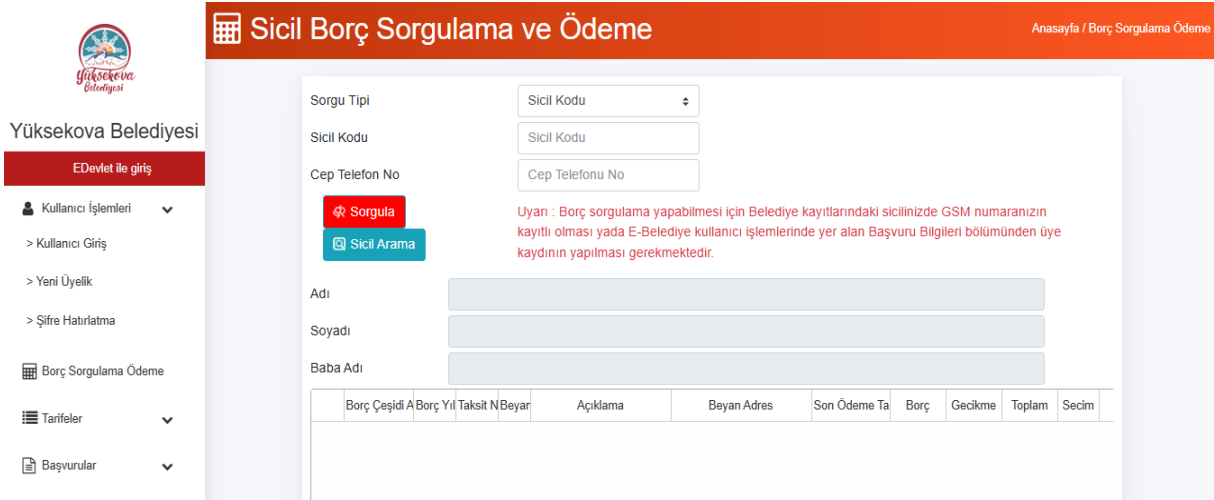 Yüksekova
Belediyesi
Yüksekova Belediyesi
EDevlet ile giriş
Kullanıcı İşlemleri
> Kullanıcı Giriş
> Yeni Üyelik
> Şifre Hatırlatma
Borç Sorgulama Ödeme
Tarifeler
Başvurular
Sicil Borç Sorgulama ve Ödeme
Anasayfa / Borç Sorgulama Ödeme
Sorgu Tipi
Sicil Kodu
Sicil Kodu
Sicil Kodu
Cep Telefon No
Cep Telefonu No
Sorgula
Sicil Arama
Uyarı : Borç sorgulama yapabilmesi için Belediye kayıtlarındaki sicilinizde GSM numaranızın
kayıtlı olması yada E-Belediye kullanıcı işlemlerinde yer alan Başvuru Bilgileri bölümünden üye
kaydının yapılması gerekmektedir.
Adı
Soyadı
Baba Adı
Borç Çeşidi A Borç Yıl Taksit N Beyan Açıklama Beyan Adres Son Ödeme Ta Borç Gecikme Toplam Secim